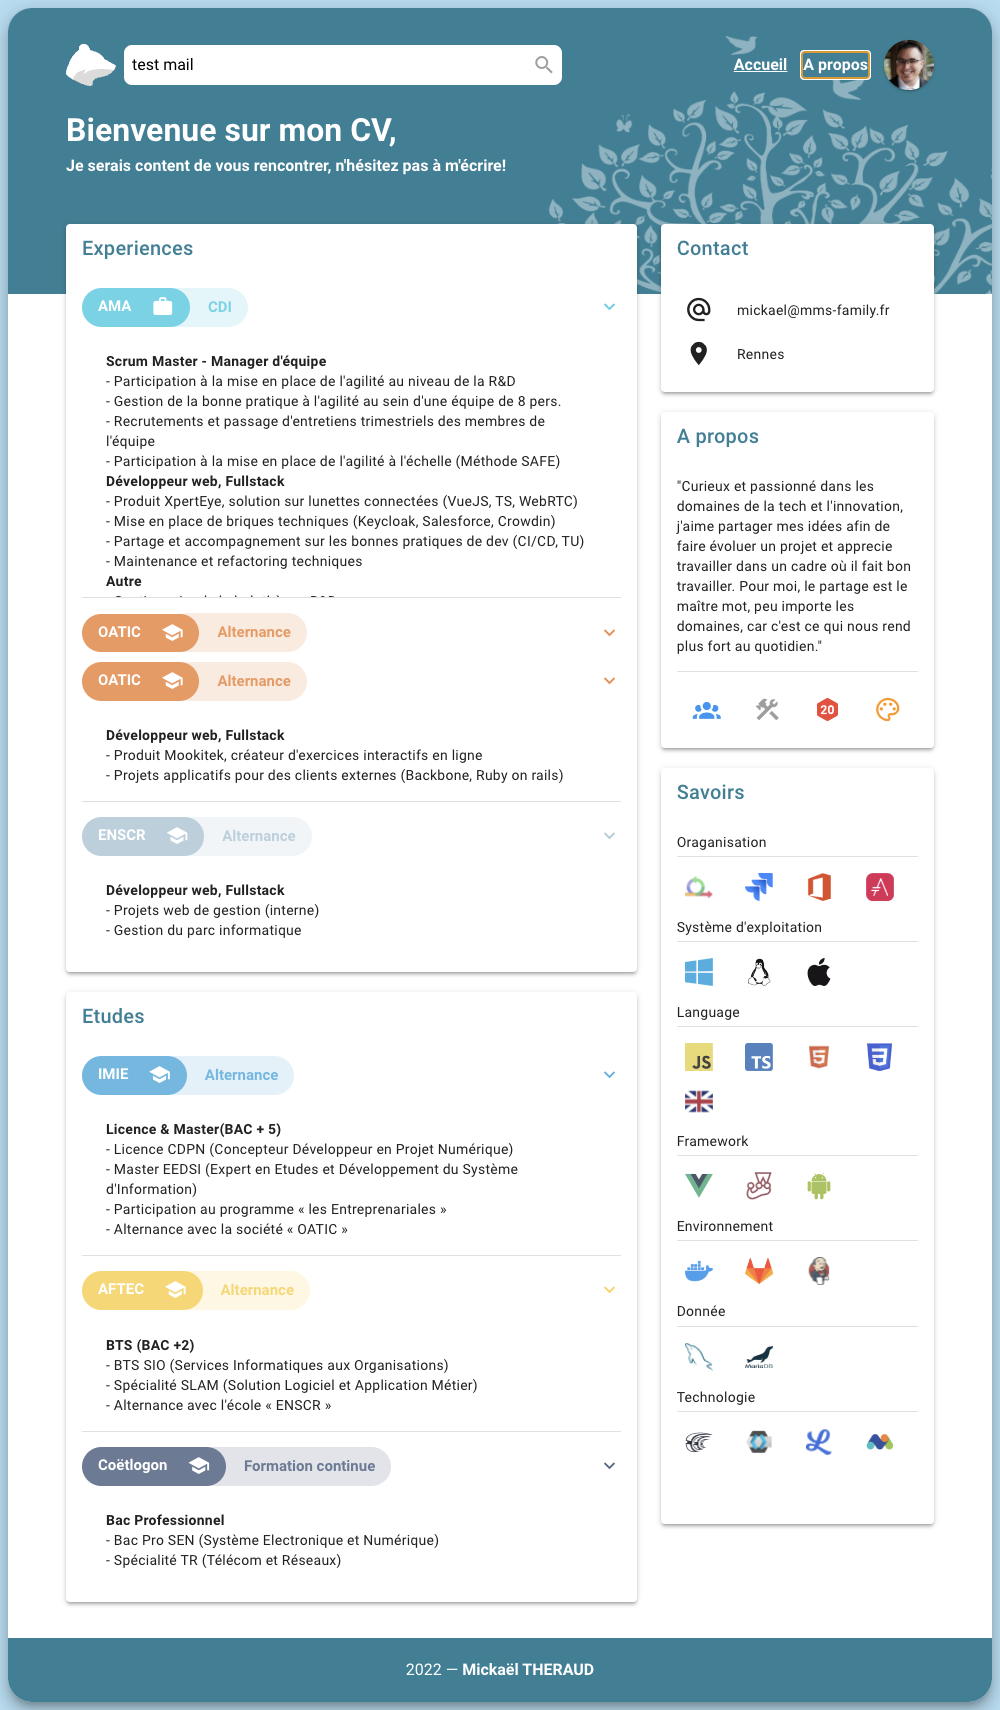 test mail
Accueil
A propos
Bienvenue sur mon CV,
Je serais content de vous rencontrer, n'hésitez pas à m'écrire!
Experiences
AMA
CDI
Scrum Master - Manager d'équipe
- Participation à la mise en place de l'agilité au niveau de la R&D
- Gestion de la bonne pratique à l'agilité au sein d'une équipe de 8 pers.
- Recrutements et passage d'entretiens trimestriels des membres de
l'équipe
- Participation à la mise en place de l'agilité à l'échelle (Méthode SAFE)
Développeur web, Fullstack
- Produit XpertEye, solution sur lunettes connectées (VueJS, TS, WebRTC)
- Mise en place de briques techniques (Keycloak, Salesforce, Crowdin)
- Partage et accompagnement sur les bonnes pratiques de dev (CI/CD, TU)
- Maintenance et refactoring techniques
Autre
OATIC
Alternance
OATIC
Alternance
Développeur web, Fullstack
- Produit Mookitek, créateur d'exercices interactifs en ligne
- Projets applicatifs pour des clients externes (Backbone, Ruby on rails)
ENSCR
Alternance
Développeur web, Fullstack
- Projets web de gestion (interne)
- Gestion du parc informatique
Etudes
IMIE
Alternance
Licence & Master(BAC + 5)
- Licence CDPN (Concepteur Développeur en Projet Numérique)
- Master EEDSI (Expert en Etudes et Développement du Système
d'Information)
- Participation au programme « les Entreprenariales »
- Alternance avec la société « OATIC »
AFTEC
Alternance
BTS (BAC +2)
- BTS SIO (Services Informatiques aux Organisations)
- Spécialité SLAM (Solution Logiciel et Application Métier)
- Alternance avec l'école « ENSCR »
Coëtlogon
Formation continue
Bac Professionnel
- Bac Pro SEN (Système Electronique et Numérique)
- Spécialité TR (Télécom et Réseaux)
Contact
mickael@mms-family.fr
Rennes
A propos
"Curieux et passionné dans les
domaines de la tech et l'innovation,
j'aime partager mes idées afin de
faire évoluer un projet et apprecie
travailler dans un cadre où il fait bon
travailler. Pour moi, le partage est le
maître mot, peu importe les
domaines, car c'est ce qui nous rend
plus fort au quotidien."
20
Savoirs
Oraganisation
Système d'exploitation
Language
JS
TS
5
3
Framework
Environnement
Donnée
MariaDB
Technologie
2022 — Mickaël THERAUD